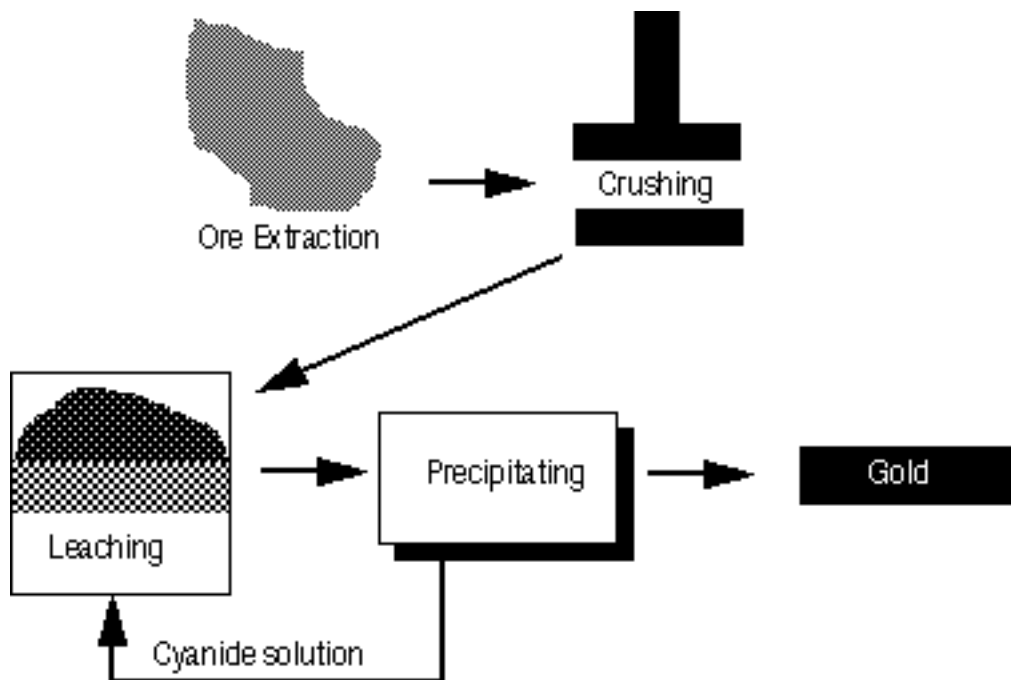 Crushing
Ore Extraction
Precipitating
Gold
Leaching
Cyanide solution